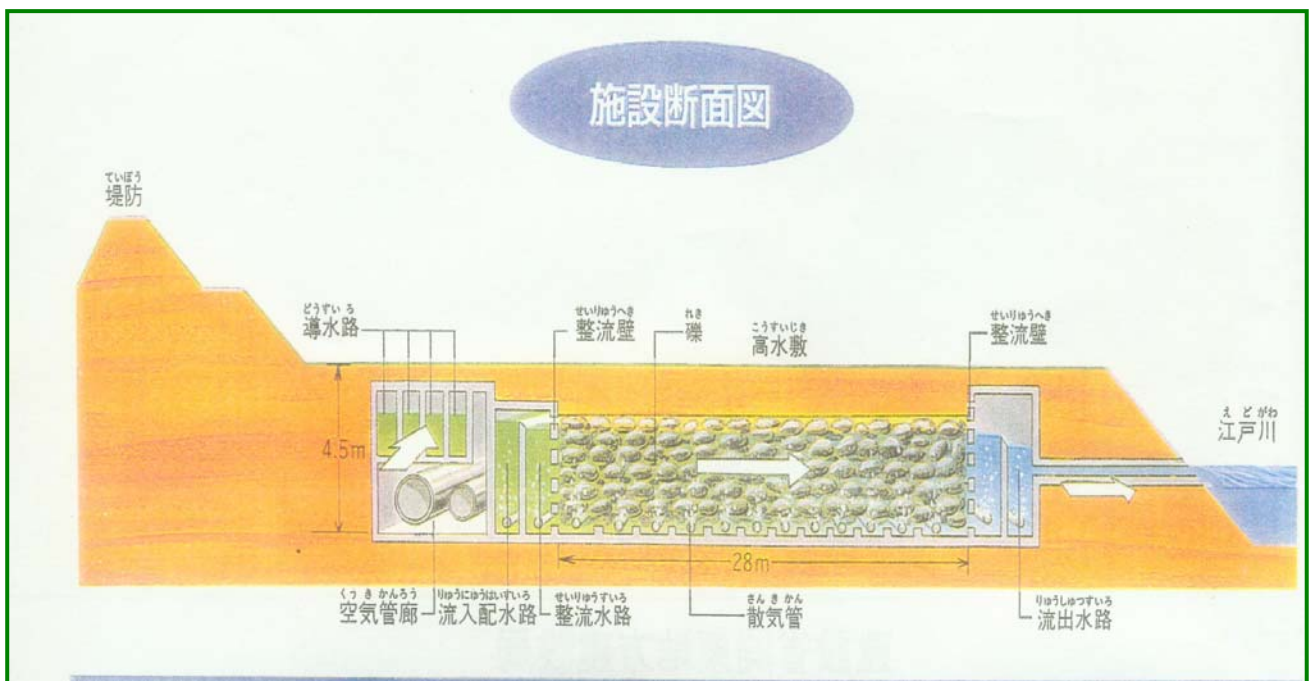 施設断面図
ていぼう
堤防
どうすいろ
導水路
せいりゅうへき
整流壁
れき
礫
こうすいじき
高水敷
せいりゅうへき
整流壁
えどがわ
江戸川
4.5m
28m
くうきかんろう
空気管廊
りゅうにゅうはいすいろ
流入配水路
せいりゅうすいろ
整流水路
さんきかん
散気管
りゅうしゅつすいろ
流出水路